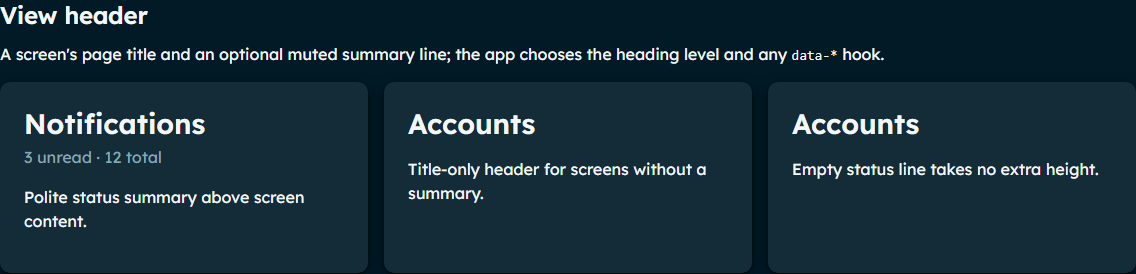 View header
A screen's page title and an optional muted summary line; the app chooses the heading level and any data-* hook.
Notifications
3 unread · 12 total
Polite status summary above screen
content.
Accounts
Title-only header for screens without a
summary.
Accounts
Empty status line takes no extra height.